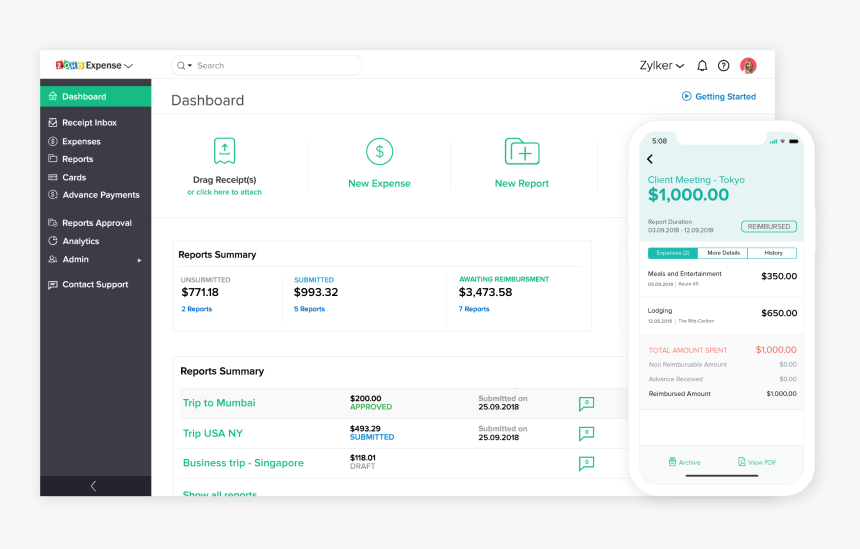 ZOHO Expense
Search
Zylker
Dashboard
Receipt Inbox
Expenses
Reports
Cards
Advance Payments
Reports Approval
Analytics
Admin
Contact Support
Dashboard
Getting Started
Drag Receipt(s)
or click here to attach
New Expense
New Report
Reports Summary
UNSUBMITTED
$771.18
2 Reports
SUBMITTED
$993.32
5 Reports
AWAITING REIMBURSMENT
$3,473.58
7 Reports
Reports Summary
Trip to Mumbai
$200.00
APPROVED
Submitted on
25.09.2018
0
Trip USA NY
$493.29
SUBMITTED
Submitted on
25.09.2018
0
Business trip - Singapore
$118.01
DRAFT
0
Show all reports
5:08
Client Meeting - Tokyo
$1,000.00
Report Duration
03.09.2018 - 12.09.2018
REIMBURSED
Expenses (2) More Details History
Meals and Entertainment
$350.00
05.09.2018 | Azure 45
Lodging
$650.00
12.09.2018 | The Ritz-Carlton
TOTAL AMOUNT SPENT $1,000.00
Non Reimbursable Amount $0.00
Advance Received $0.00
Reimbursed Amount $1,000.00
Archive View PDF